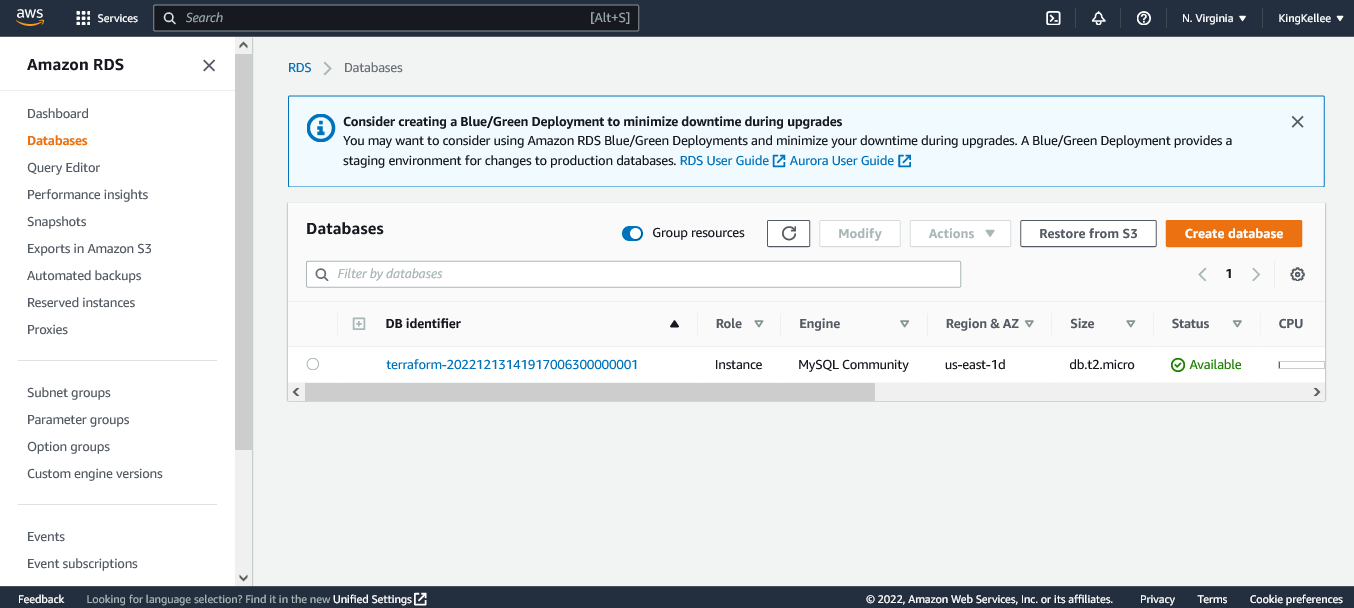 aws Services Search [Alt+S] N. Virginia KingKellee
Amazon RDS
Dashboard
Databases
Query Editor
Performance insights
Snapshots
Exports in Amazon S3
Automated backups
Reserved instances
Proxies
Subnet groups
Parameter groups
Option groups
Custom engine versions
Events
Event subscriptions
RDS Databases
Consider creating a Blue/Green Deployment to minimize downtime during upgrades
You may want to consider using Amazon RDS Blue/Green Deployments and minimize your downtime during upgrades. A Blue/Green Deployment provides a
staging environment for changes to production databases. RDS User Guide Aurora User Guide
Databases Group resources Modify Actions Restore from S3 Create database
Filter by databases 1
DB identifier Role Engine Region & AZ Size Status CPU
terraform-20221213141917006300000001 Instance MySQL Community us-east-1d db.t2.micro Available
Feedback Looking for language selection? Find it in the new Unified Settings © 2022, Amazon Web Services, Inc. or its affiliates. Privacy Terms Cookie preferences